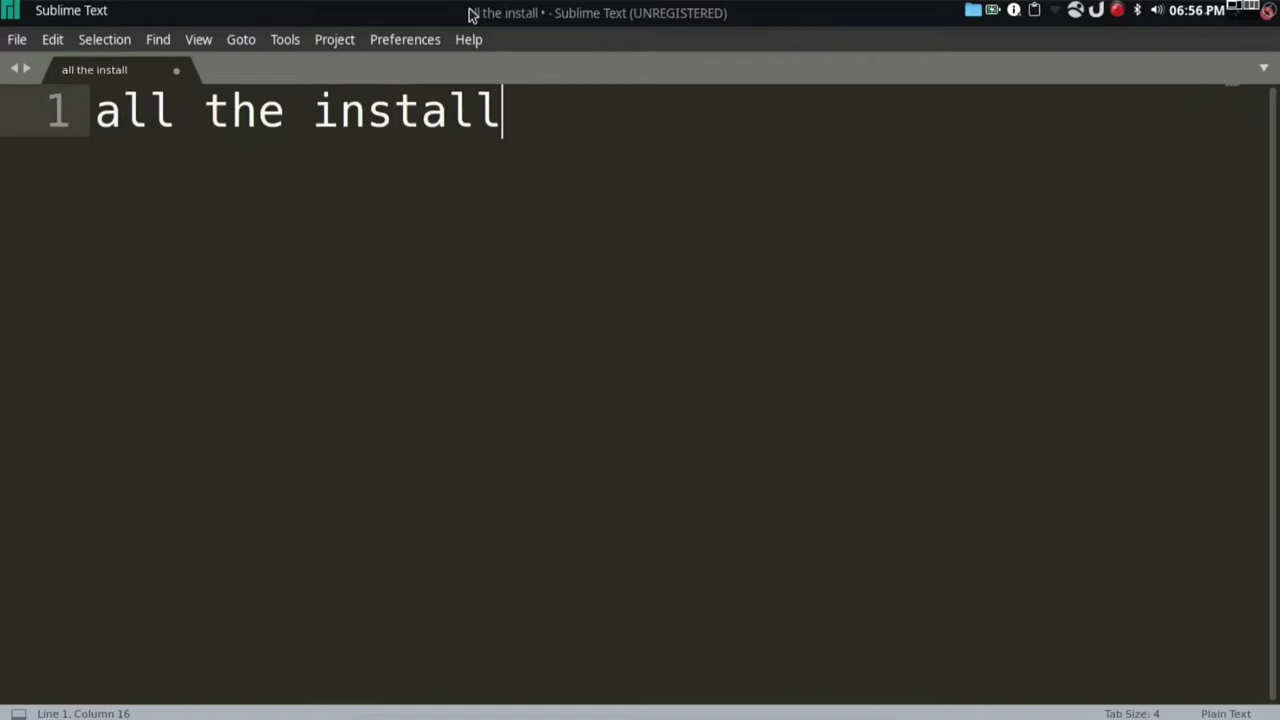 Sublime Text
all the install • - Sublime Text (UNREGISTERED)
06:56 PM
File Edit Selection Find View Goto Tools Project Preferences Help
all the install
1 all the install
Line 1, Column 16
Tab Size: 4
Plain Text